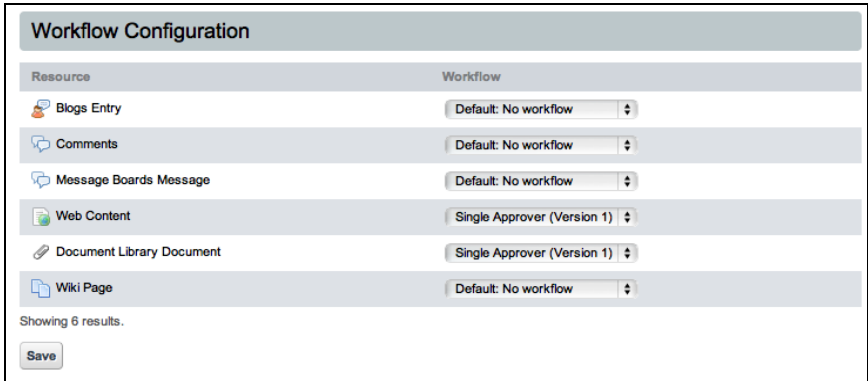 Workflow Configuration
Resource Workflow
Blogs Entry Default: No workflow
Comments Default: No workflow
Message Boards Message Default: No workflow
Web Content Single Approver (Version 1)
Document Library Document Single Approver (Version 1)
Wiki Page Default: No workflow
Showing 6 results.
Save